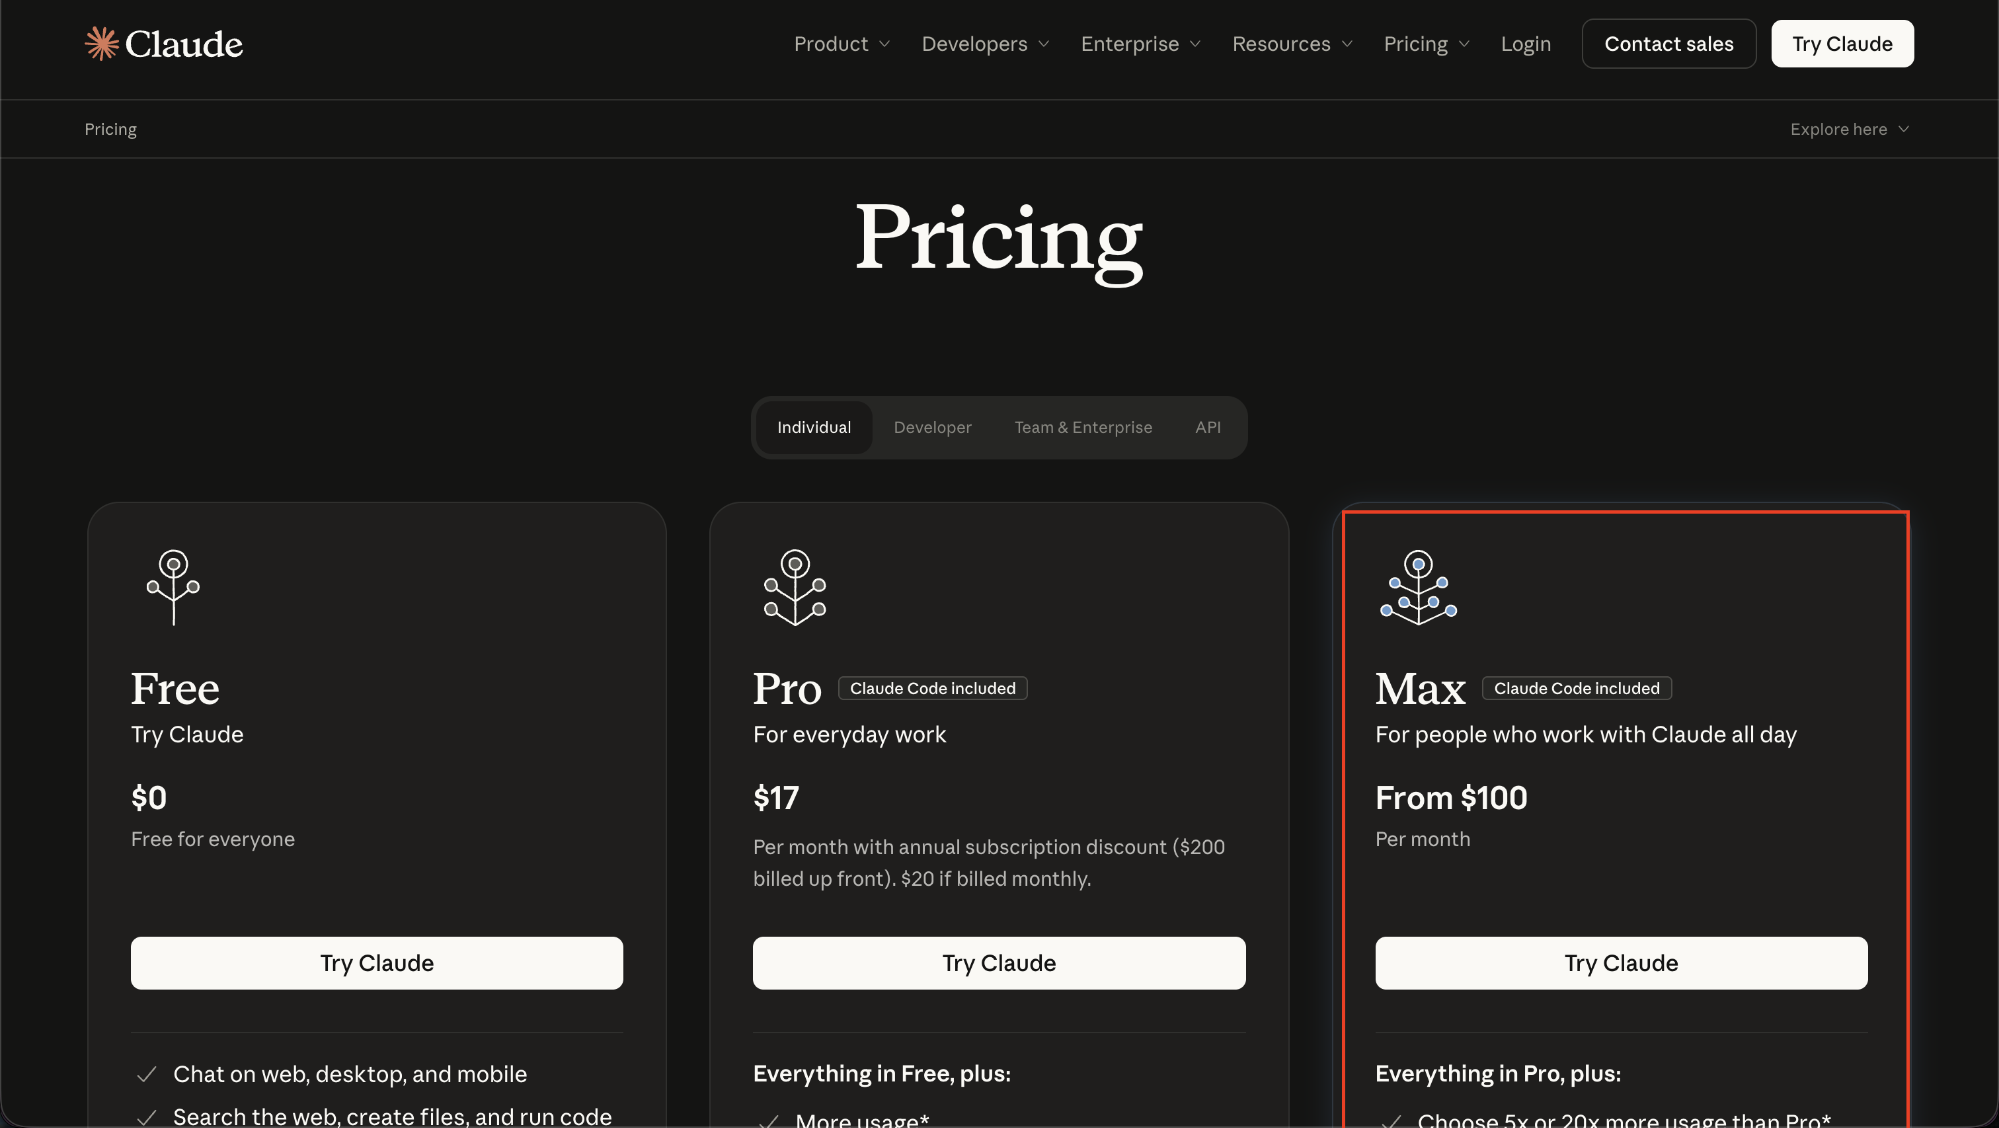 Claude
Product
Developers
Enterprise
Resources
Pricing
Login
Contact sales
Try Claude
Pricing
Explore here
Pricing
Individual
Developer
Team & Enterprise
API
Free
Try Claude
$0
Free for everyone
Try Claude
Chat on web, desktop, and mobile
Search the web, create files, and run code
Pro
Claude Code included
For everyday work
$17
Per month with annual subscription discount ($200
billed up front). $20 if billed monthly.
Try Claude
Everything in Free, plus:
More usage*
Max
Claude Code included
For people who work with Claude all day
From $100
Per month
Try Claude
Everything in Pro, plus:
Choose 5x or 20x more usage than Pro*